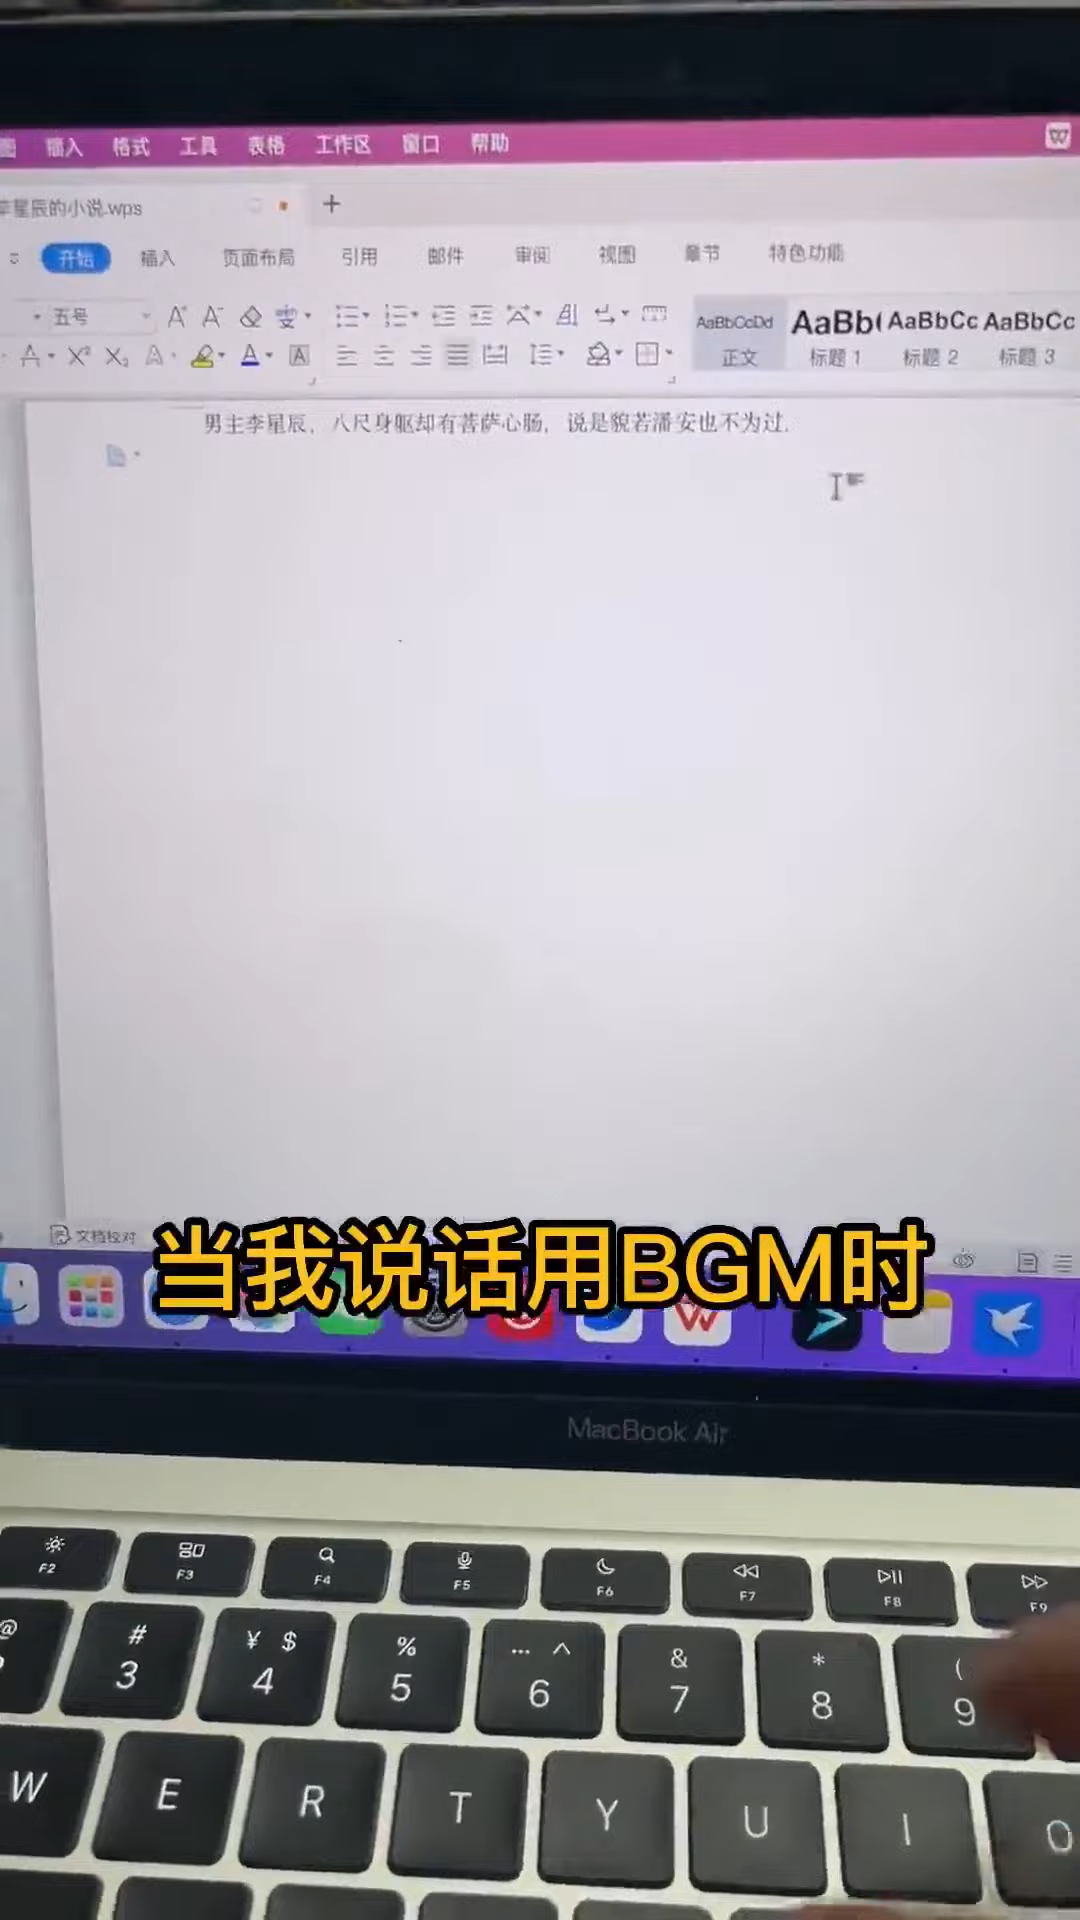 插入 格式 工具 表格 工作区 窗口 帮助
李星辰的小说.wps
开始 插入 页面布局 引用 邮件 审阅 视图 章节 特色功能
五号
AaBbCcDd AaBb( AaBbCc AaBbCc
正文 标题 1 标题 2 标题 3
男主李星辰，八尺身躯却有菩萨心肠，说是貌若潘安也不为过.
文档校对
当我说话用BGM时
MacBook Air
F2 F3 F4 F5 F6 F7 F8 F9
@ # ¥ $ % … ^ & * (
3 4 5 6 7 8 9
W E R T Y U I O